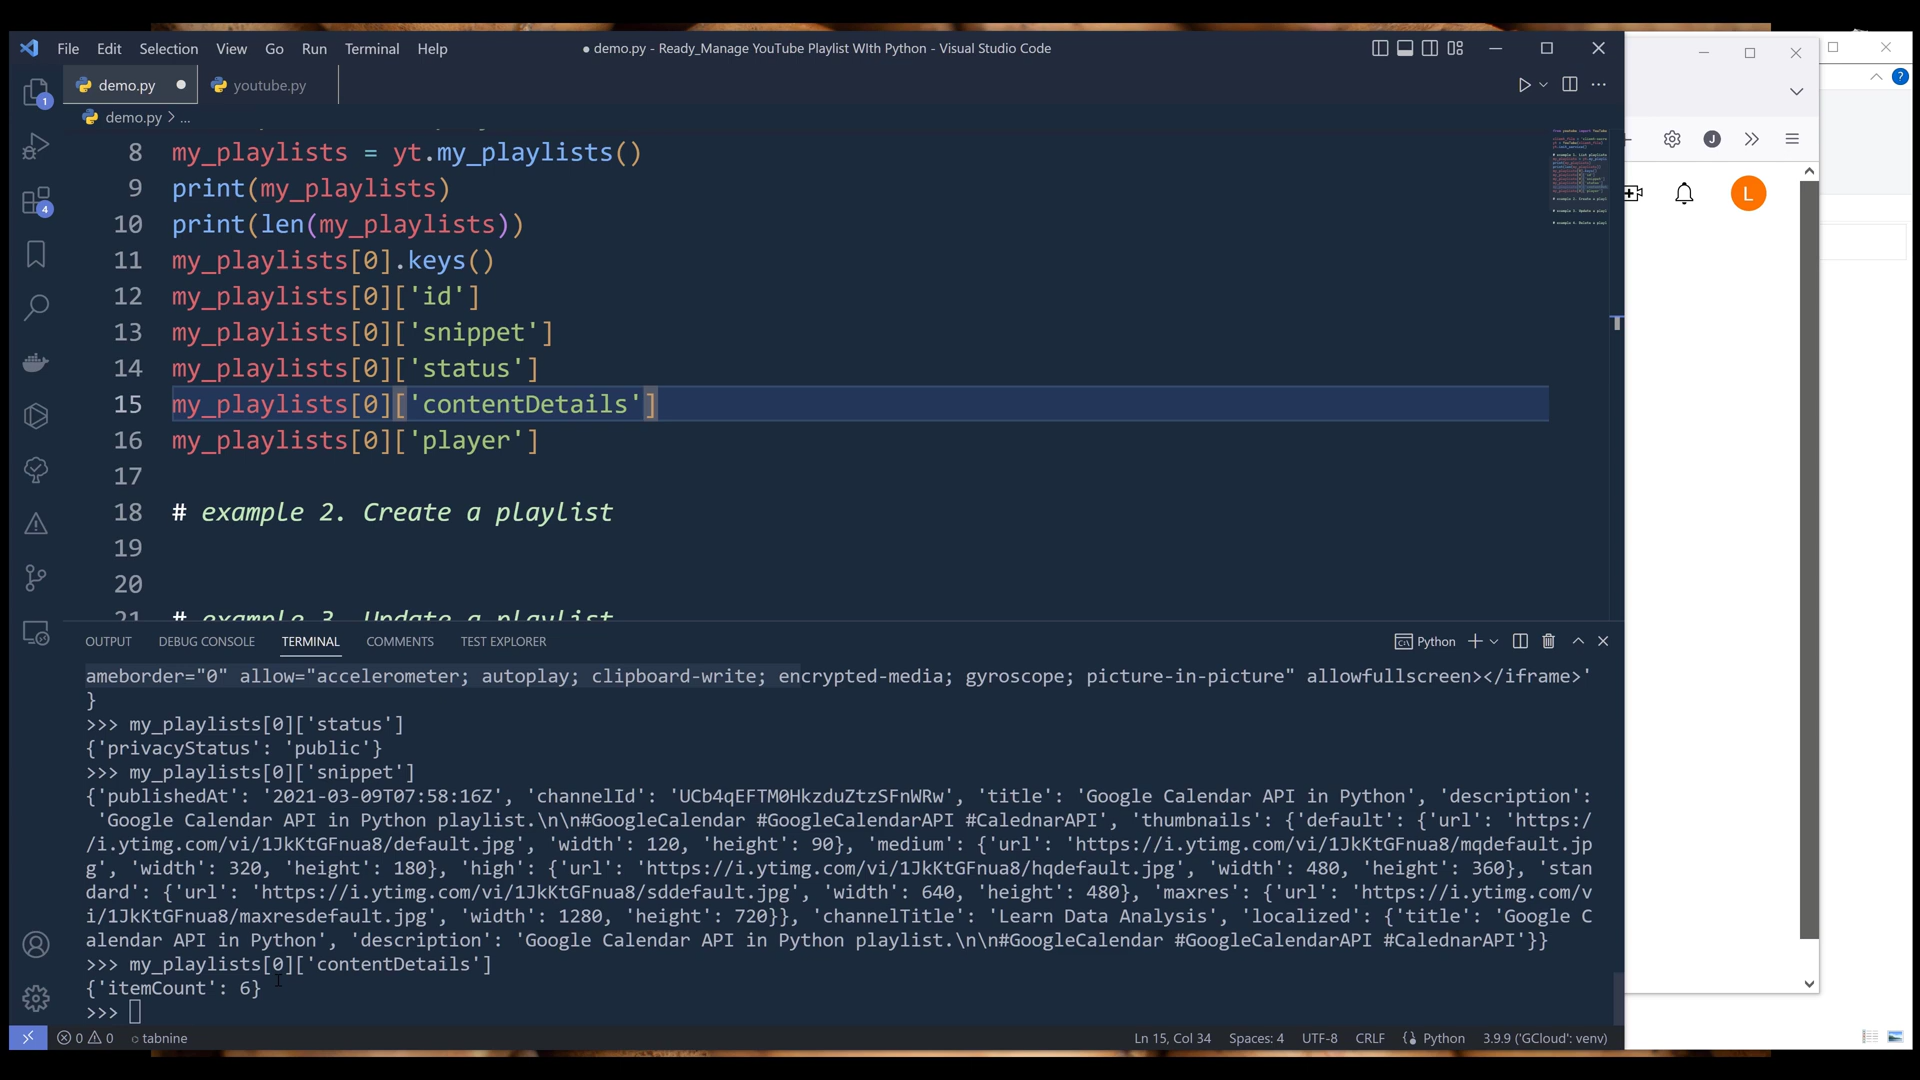 File Edit Selection View Go Run Terminal Help ● demo.py - Ready_Manage YouTube Playlist WIth Python - Visual Studio Code
demo.py youtube.py
demo.py > ...
8 my_playlists = yt.my_playlists()
9 print(my_playlists)
10 print(len(my_playlists))
11 my_playlists[0].keys()
12 my_playlists[0]['id']
13 my_playlists[0]['snippet']
14 my_playlists[0]['status']
15 my_playlists[0]['contentDetails']
16 my_playlists[0]['player']
17
18 # example 2. Create a playlist
19
20
21 # example 3. Update a playlist
OUTPUT DEBUG CONSOLE TERMINAL COMMENTS TEST EXPLORER Python
ameborder="0" allow="accelerometer; autoplay; clipboard-write; encrypted-media; gyroscope; picture-in-picture" allowfullscreen></iframe>'
}
>>> my_playlists[0]['status']
{'privacyStatus': 'public'}
>>> my_playlists[0]['snippet']
{'publishedAt': '2021-03-09T07:58:16Z', 'channelId': 'UCb4qEFTM0HkzduZtzSFnWRw', 'title': 'Google Calendar API in Python', 'description':
'Google Calendar API in Python playlist.\n\n#GoogleCalendar #GoogleCalendarAPI #CalednarAPI', 'thumbnails': {'default': {'url': 'https:/
/i.ytimg.com/vi/1JkKtGFnua8/default.jpg', 'width': 120, 'height': 90}, 'medium': {'url': 'https://i.ytimg.com/vi/1JkKtGFnua8/mqdefault.jp
g', 'width': 320, 'height': 180}, 'high': {'url': 'https://i.ytimg.com/vi/1JkKtGFnua8/hqdefault.jpg', 'width': 480, 'height': 360}, 'stan
dard': {'url': 'https://i.ytimg.com/vi/1JkKtGFnua8/sddefault.jpg', 'width': 640, 'height': 480}, 'maxres': {'url': 'https://i.ytimg.com/v
i/1JkKtGFnua8/maxresdefault.jpg', 'width': 1280, 'height': 720}}, 'channelTitle': 'Learn Data Analysis', 'localized': {'title': 'Google C
alendar API in Python', 'description': 'Google Calendar API in Python playlist.\n\n#GoogleCalendar #GoogleCalendarAPI #CalednarAPI'}}
>>> my_playlists[0]['contentDetails']
{'itemCount': 6}
>>>
0 0 tabnine Ln 15, Col 34 Spaces: 4 UTF-8 CRLF Python 3.9.9 ('GCloud': venv)
1
4
J
L
?